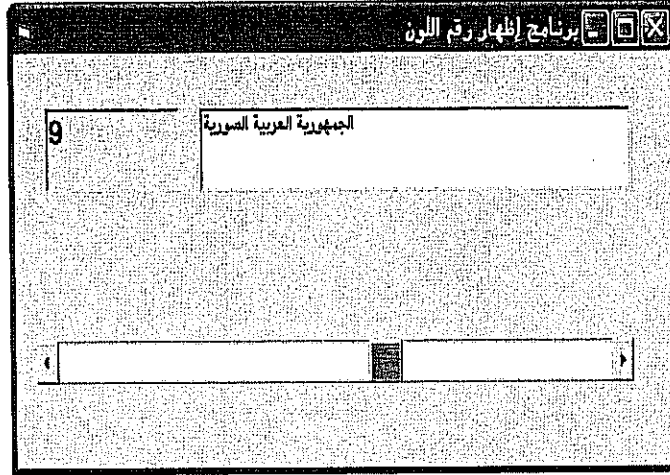 برنامج إظهار رقم اللون
الجمهورية العربية السورية
9